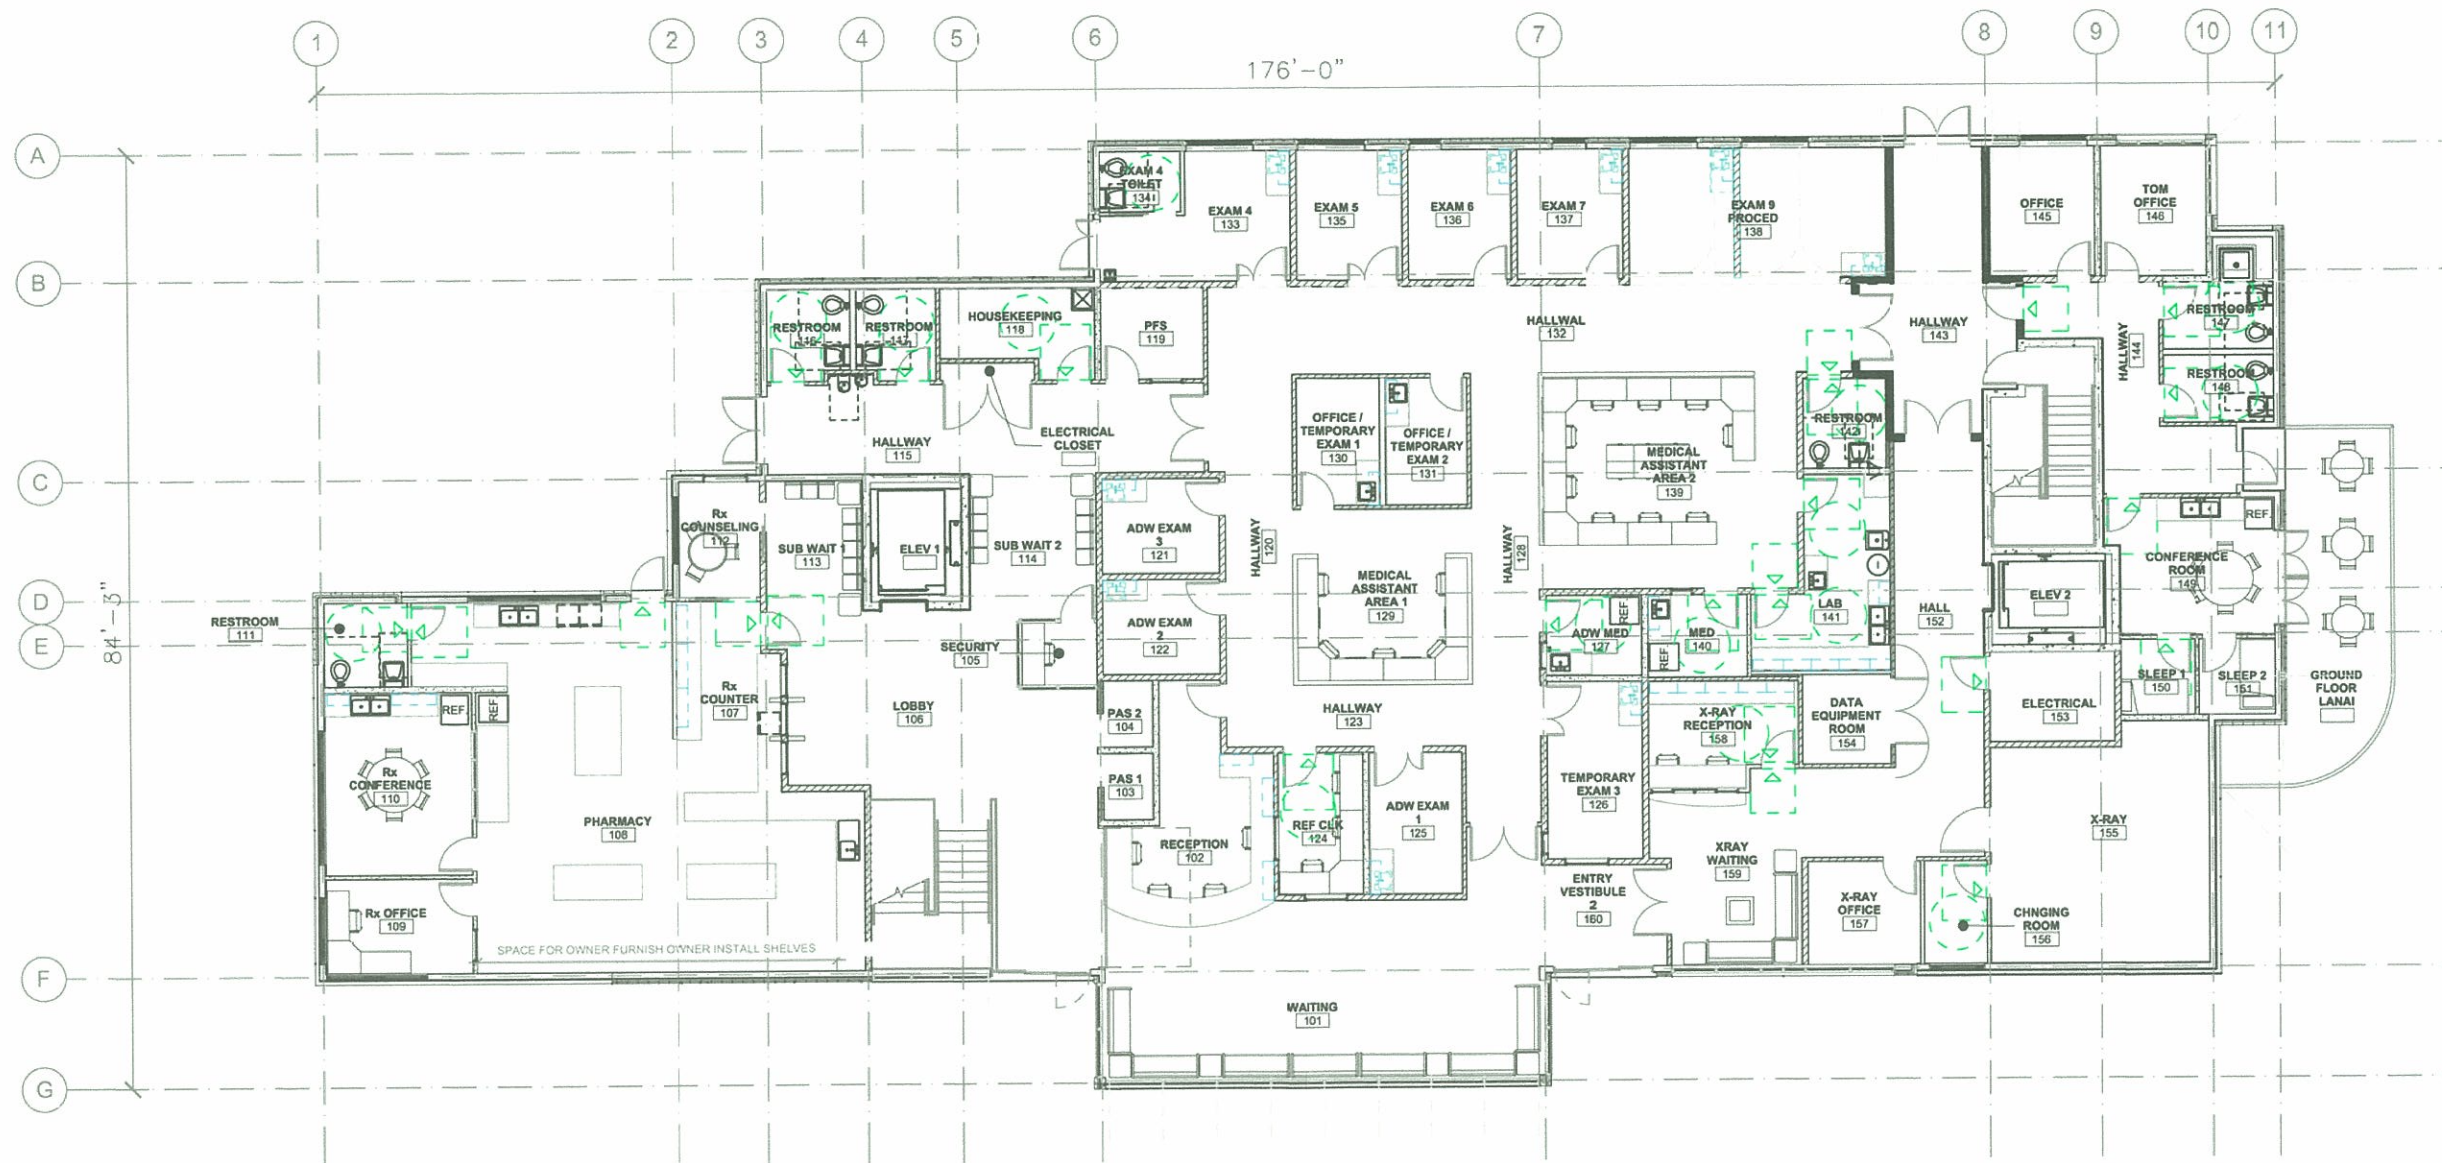 1
2
3
4
5
6
7
8
9
10
11
176'-0"
A
B
C
D
E
F
G
84'-3"
EXAM 4
TOILET
134
EXAM 4
133
EXAM 5
135
EXAM 6
136
EXAM 7
137
EXAM 9
PROCED
138
OFFICE
145
TOM
OFFICE
146
RESTROOM
116
RESTROOM
117
HOUSEKEEPING
118
PFS
119
HALLWAL
132
HALLWAY
143
HALLWAY
144
RESTROOM
147
RESTROOM
148
HALLWAY
115
ELECTRICAL
CLOSET
OFFICE /
TEMPORARY
EXAM 1
130
OFFICE /
TEMPORARY
EXAM 2
131
MEDICAL
ASSISTANT
AREA 2
139
RESTROOM
142
Rx
COUNSELING
112
SUB WAIT 1
113
ELEV 1
SUB WAIT 2
114
ADW EXAM
3
121
HALLWAY
120
HALLWAY
128
REF.
CONFERENCE
ROOM
149
RESTROOM
111
ADW EXAM
2
122
MEDICAL
ASSISTANT
AREA 1
129
REF
ADW MED
127
MED
140
REF
LAB
141
HALL
152
ELEV 2
SECURITY
105
SLEEP 1
150
SLEEP 2
151
GROUND
FLOOR
LANAI
REF.
REF
Rx
COUNTER
107
LOBBY
106
PAS 2
104
HALLWAY
123
X-RAY
RECEPTION
158
DATA
EQUIPMENT
ROOM
154
ELECTRICAL
153
Rx
CONFERENCE
110
PHARMACY
108
PAS 1
103
RECEPTION
102
REF CLK
124
ADW EXAM
1
125
TEMPORARY
EXAM 3
126
XRAY
WAITING
159
X-RAY
155
Rx OFFICE
109
ENTRY
VESTIBULE
2
160
X-RAY
OFFICE
157
CHNGING
ROOM
156
SPACE FOR OWNER FURNISH OWNER INSTALL SHELVES
WAITING
101